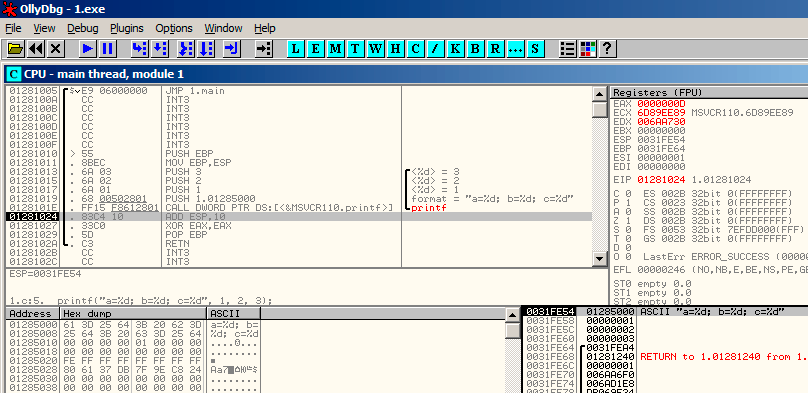 OllyDbg - 1.exe
File View Debug Plugins Options Window Help
L E M T W H C / K B R ... S
C CPU - main thread, module 1
01281005 $ E9 06000000 JMP 1.main
0128100A CC INT3
0128100B CC INT3
0128100C CC INT3
0128100D CC INT3
0128100E CC INT3
0128100F CC INT3
01281010 > 55 PUSH EBP
01281011 . 8BEC MOV EBP,ESP
01281013 . 6A 03 PUSH 3 <%d> = 3
01281015 . 6A 02 PUSH 2 <%d> = 2
01281017 . 6A 01 PUSH 1 <%d> = 1
01281019 . 68 00502801 PUSH 1.01285000 format = "a=%d; b=%d; c=%d"
0128101E . FF15 F8612801 CALL DWORD PTR DS:[<&MSVCR110.printf>] printf
01281024 . 83C4 10 ADD ESP,10
01281027 . 33C0 XOR EAX,EAX
01281029 . 5D POP EBP
0128102A . C3 RETN
0128102B CC INT3
0128102C CC INT3
Registers (FPU)
EAX 0000000D
ECX 6D89EE89 MSVCR110.6D89EE89
EDX 006AA730
EBX 00000000
ESP 0031FE54
EBP 0031FE64
ESI 00000001
EDI 00000000
EIP 01281024 1.01281024
C 0 ES 002B 32bit 0(FFFFFFFF)
P 1 CS 0023 32bit 0(FFFFFFFF)
A 0 SS 002B 32bit 0(FFFFFFFF)
Z 1 DS 002B 32bit 0(FFFFFFFF)
S 0 FS 0053 32bit 7EFDD000(FFF)
T 0 GS 002B 32bit 0(FFFFFFFF)
D 0
O 0 LastErr ERROR_SUCCESS (00000
EFL 00000246 (NO,NB,E,BE,NS,PE,GE
ST0 empty 0.0
ST1 empty 0.0
ST2 empty 0.0
ESP=0031FE54
1.c:5. printf("a=%d; b=%d; c=%d", 1, 2, 3);
Address Hex dump ASCII
01285000 61 3D 25 64 3B 20 62 3D a=%d; b=
01285008 25 64 3B 20 63 3D 25 64 %d; c=%d
01285010 00 00 00 00 01 00 00 00
01285018 00 00 00 00 00 00 00 00 ........
01285020 FE FF FF FF FF FF FF FF
01285028 80 61 37 DB 7F 9E C8 24
01285030 00 00 00 00 00 00 00 00 ........
01285038 00 00 00 00 00 00 00 00 ........
0031FE54 01285000 ASCII "a=%d; b=%d; c=%d"
0031FE58 00000001
0031FE5C 00000002
0031FE60 00000003
0031FE64 0031FEA4
0031FE68 01281240 RETURN to 1.01281240 from 1.
0031FE6C 00000001
0031FE70 006AA6F0
0031FE74 006AD1E8